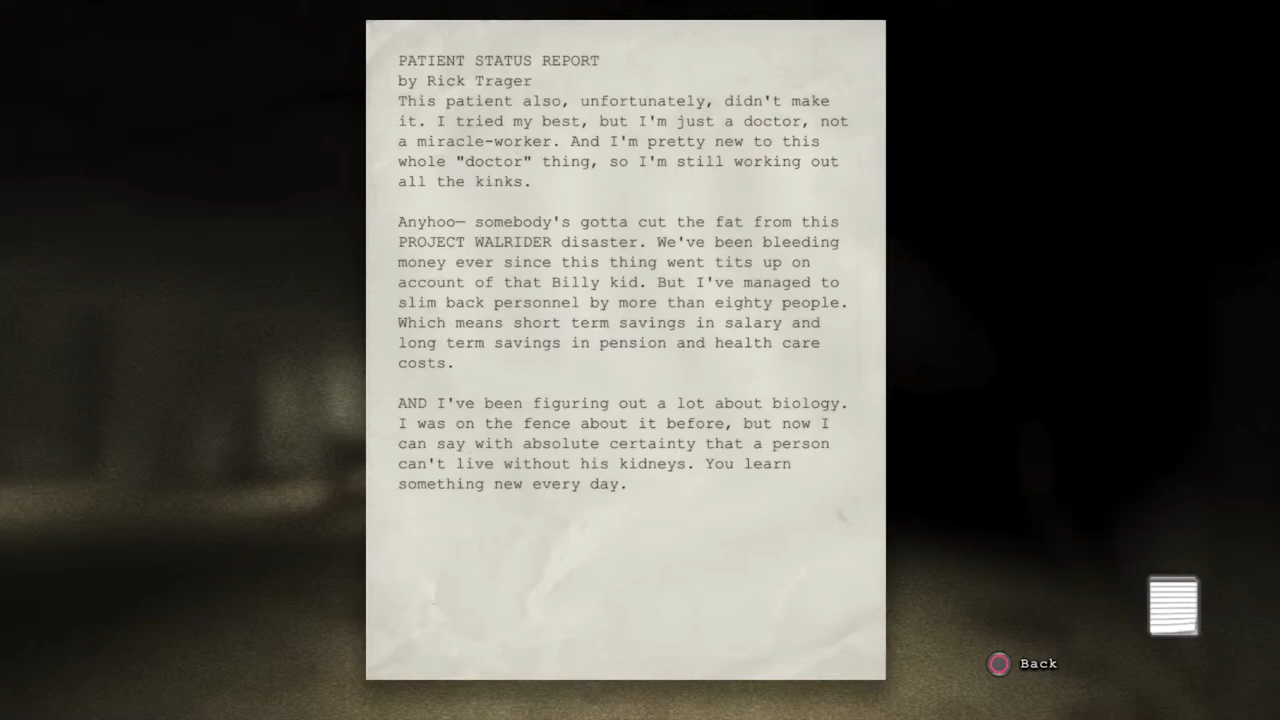 PATIENT STATUS REPORT
by Rick Trager
This patient also, unfortunately, didn't make
it. I tried my best, but I'm just a doctor, not
a miracle-worker. And I'm pretty new to this
whole "doctor" thing, so I'm still working out
all the kinks.
Anyhoo— somebody's gotta cut the fat from this
PROJECT WALRIDER disaster. We've been bleeding
money ever since this thing went tits up on
account of that Billy kid. But I've managed to
slim back personnel by more than eighty people.
Which means short term savings in salary and
long term savings in pension and health care
costs.
AND I've been figuring out a lot about biology.
I was on the fence about it before, but now I
can say with absolute certainty that a person
can't live without his kidneys. You learn
something new every day.
Back